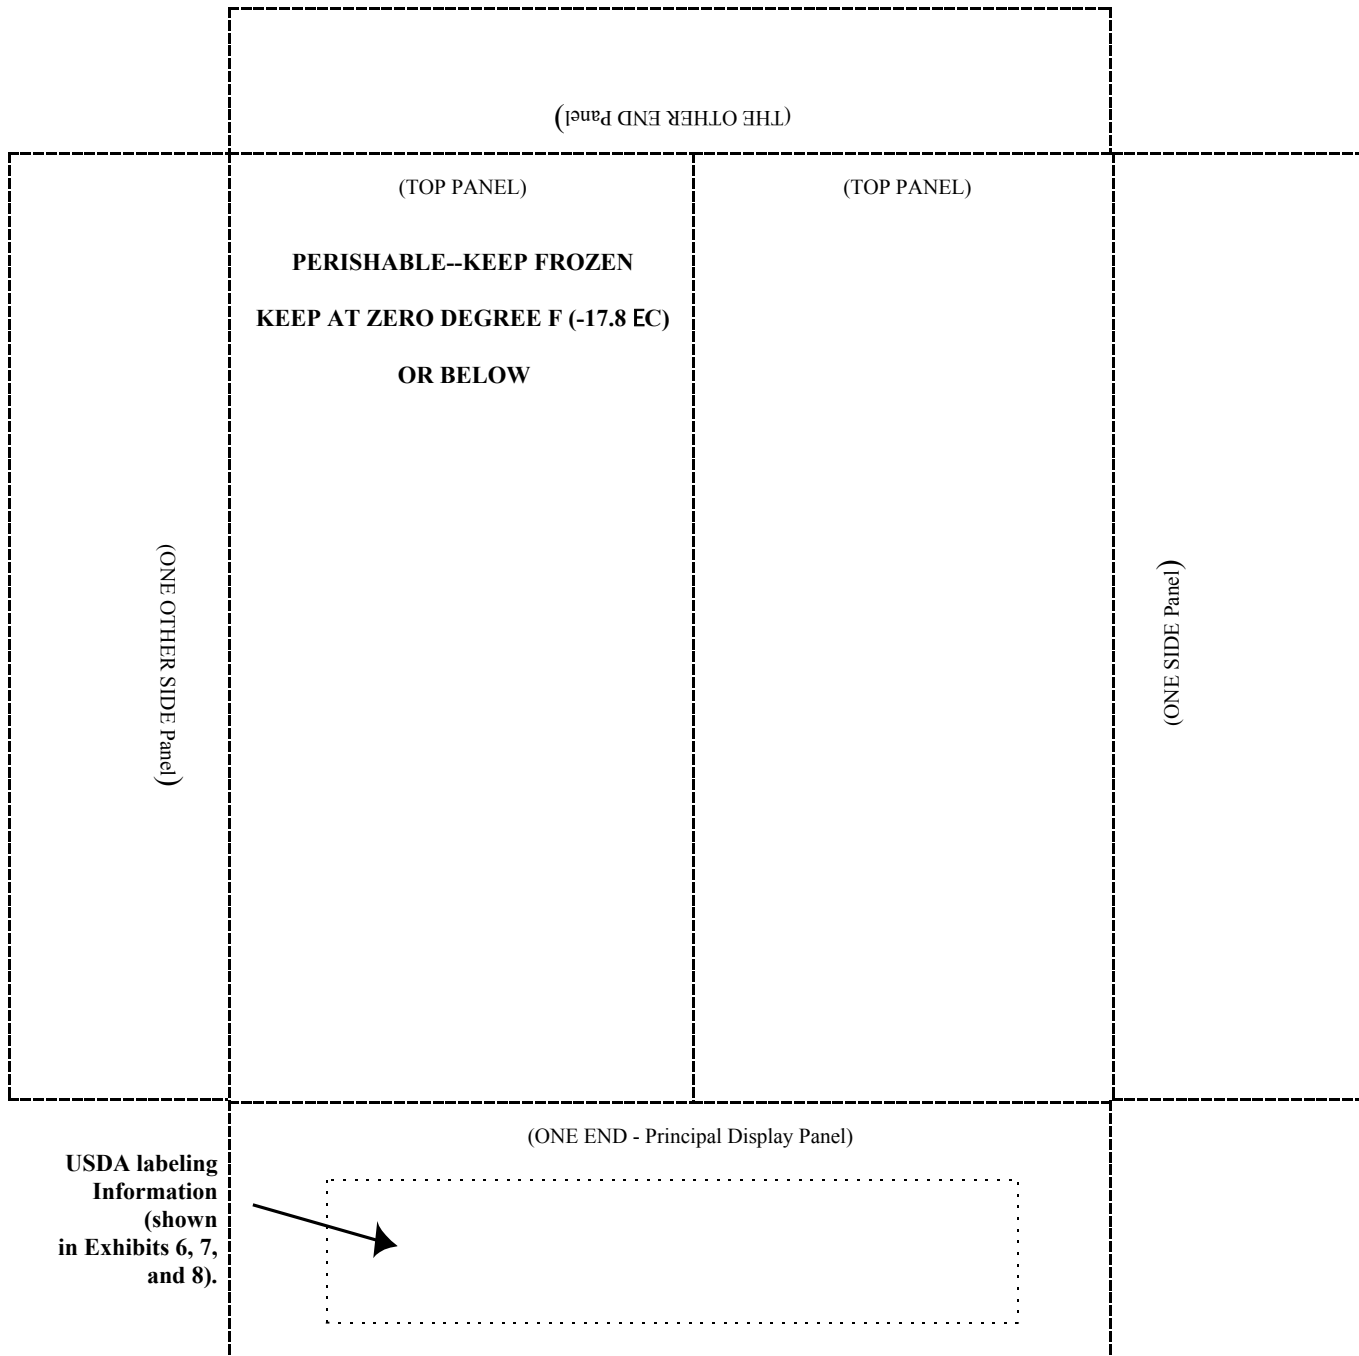 (THE OTHER END Panel)
(TOP PANEL)
(TOP PANEL)
PERISHABLE--KEEP FROZEN
KEEP AT ZERO DEGREE F (-17.8 EC)
OR BELOW
(ONE OTHER SIDE Panel)
(ONE SIDE Panel)
(ONE END - Principal Display Panel)
USDA labeling
Information
(shown
in Exhibits 6, 7,
and 8).